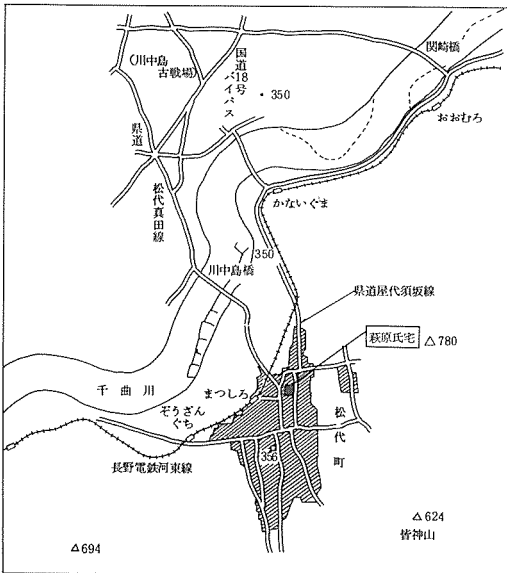 関崎橋
(川中島
古戦場)
国道18号
バイパス
・350
おおむろ
県道
松代真田線
かないぐま
350
川中島橋
県道屋代須坂線
萩原氏宅
△780
千曲川
まつしろ
ぞうざん
ぐち
松代町
356
長野電鉄河東線
△624
皆神山
△694